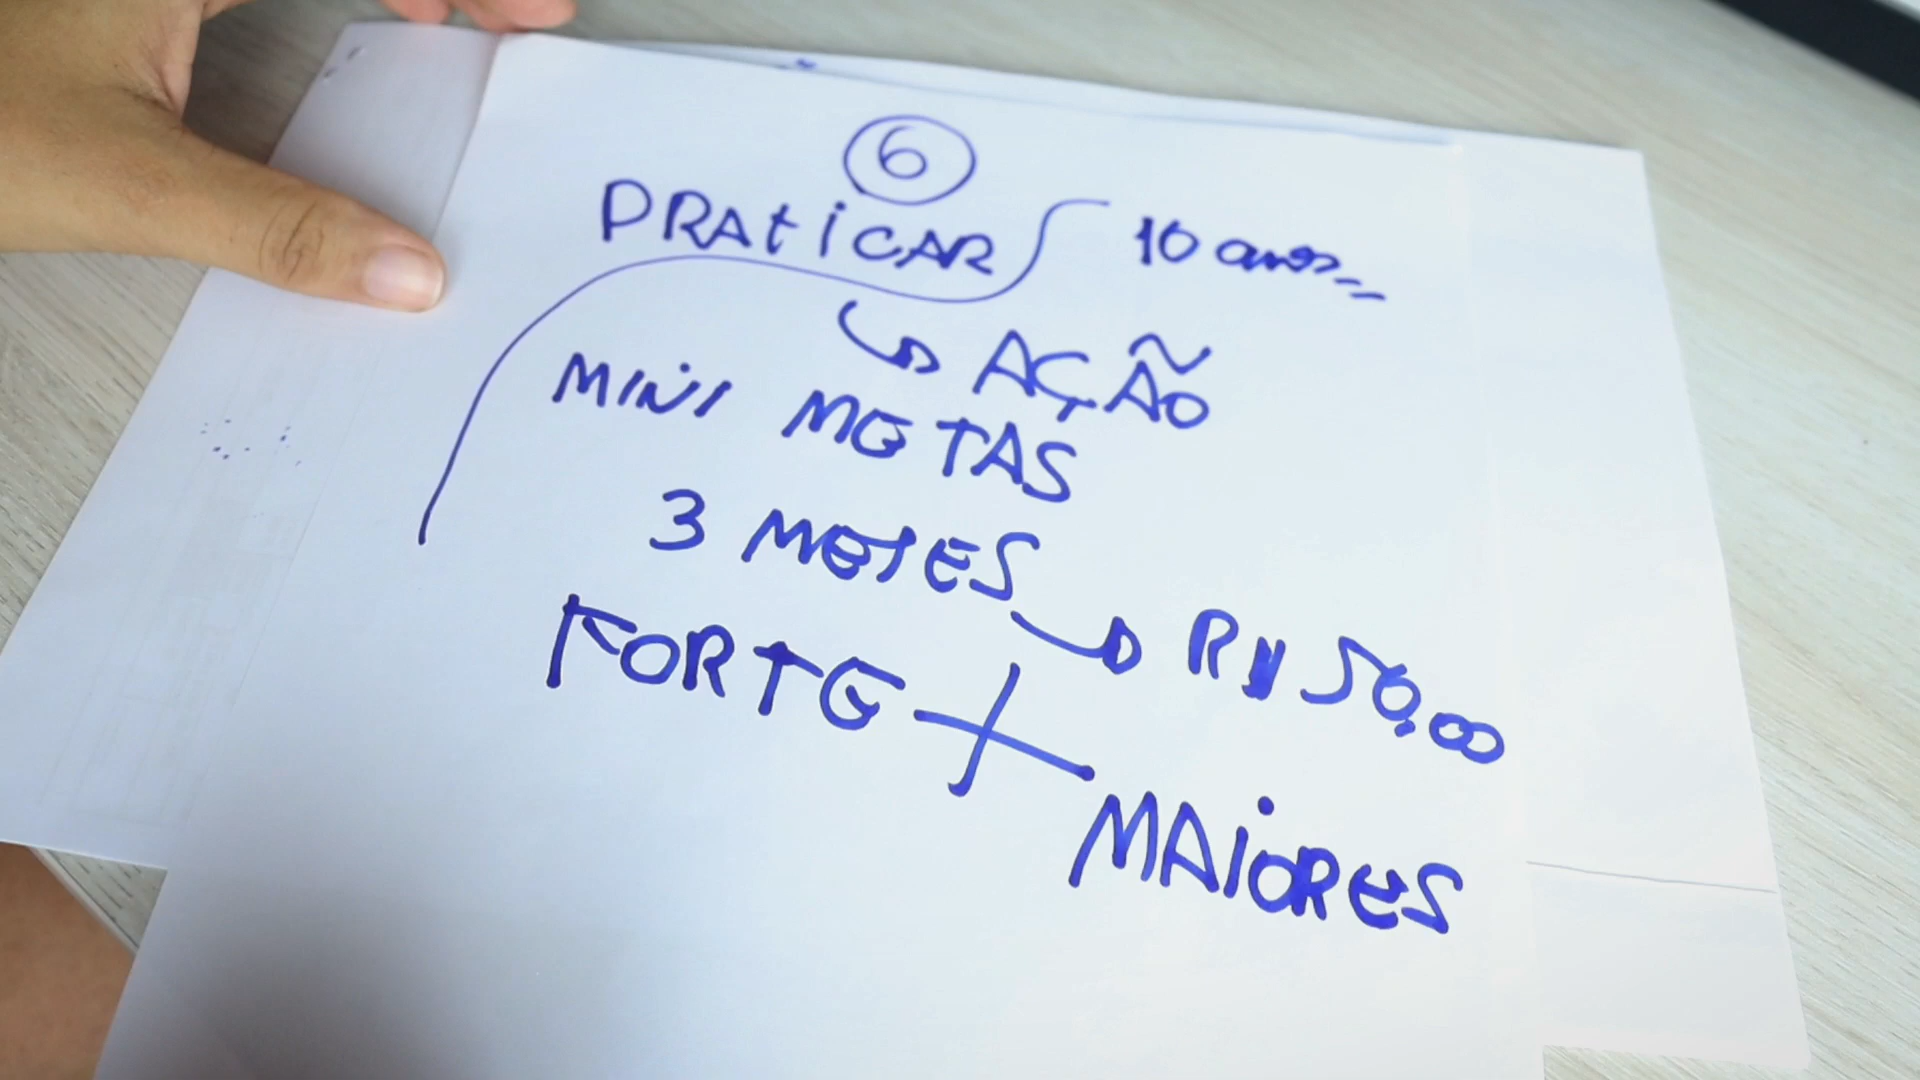 6
PRATICAR 10 anos...
AÇÃO
MINI METAS
3 MESES
R$ 50,00
FORTE +
MAIORES